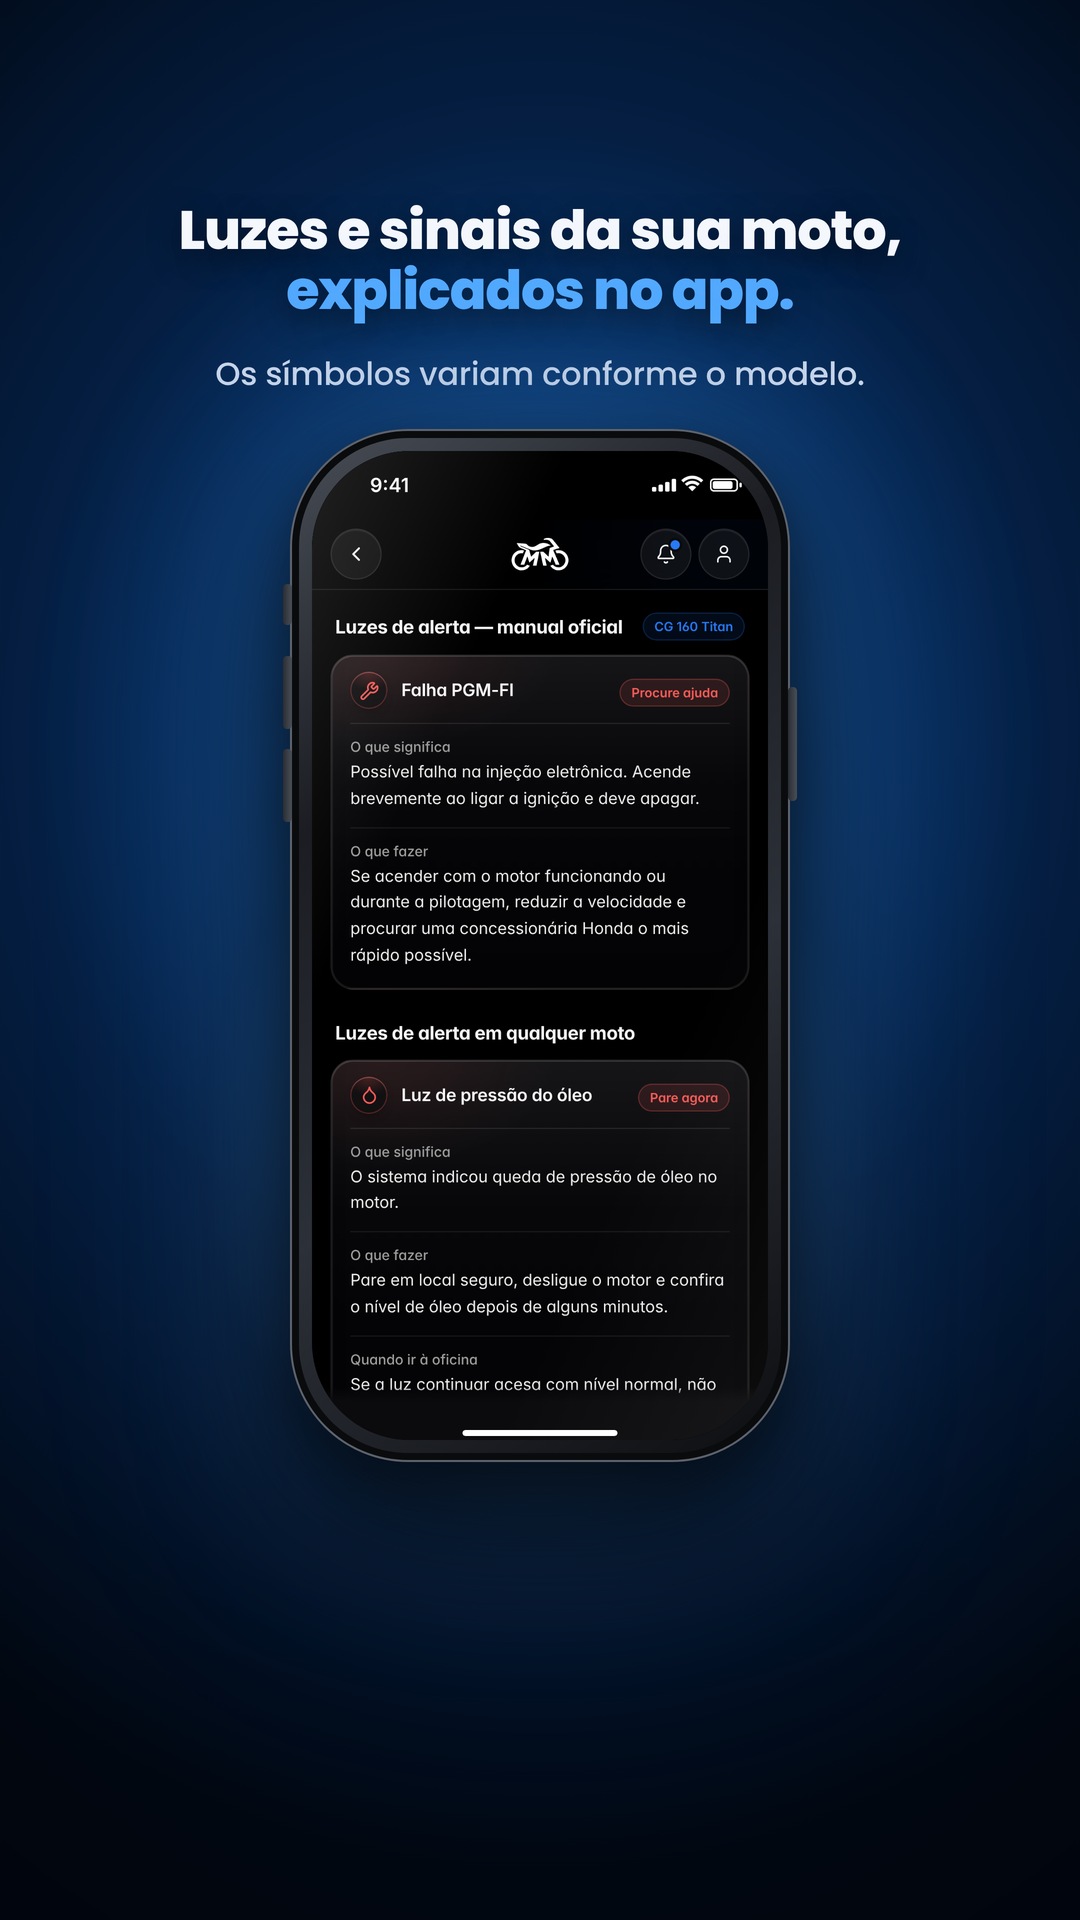 Luzes e sinais da sua moto,
explicados no app.
Os símbolos variam conforme o modelo.
9:41
MM
Luzes de alerta — manual oficial
CG 160 Titan
Falha PGM-FI
Procure ajuda
O que significa
Possível falha na injeção eletrônica. Acende
brevemente ao ligar a ignição e deve apagar.
O que fazer
Se acender com o motor funcionando ou
durante a pilotagem, reduzir a velocidade e
procurar uma concessionária Honda o mais
rápido possível.
Luzes de alerta em qualquer moto
Luz de pressão do óleo
Pare agora
O que significa
O sistema indicou queda de pressão de óleo no
motor.
O que fazer
Pare em local seguro, desligue o motor e confira
o nível de óleo depois de alguns minutos.
Quando ir à oficina
Se a luz continuar acesa com nível normal, não